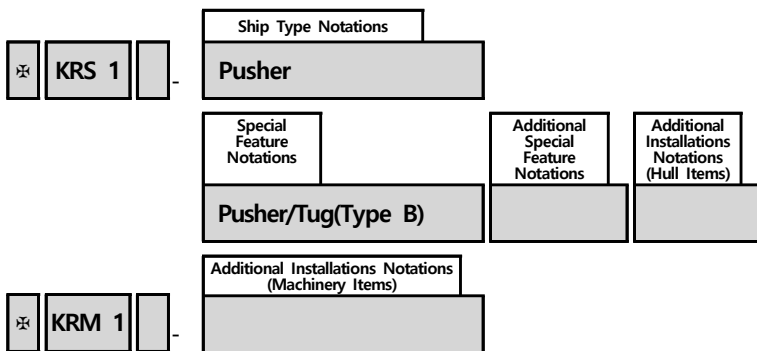 Ship Type Notations
✠ KRS 1 - Pusher
Special
Feature
Notations
Additional
Special
Feature
Notations
Additional
Installations
Notations
(Hull Items)
Pusher/Tug(Type B)
Additional Installations Notations
(Machinery Items)
✠ KRM 1 -